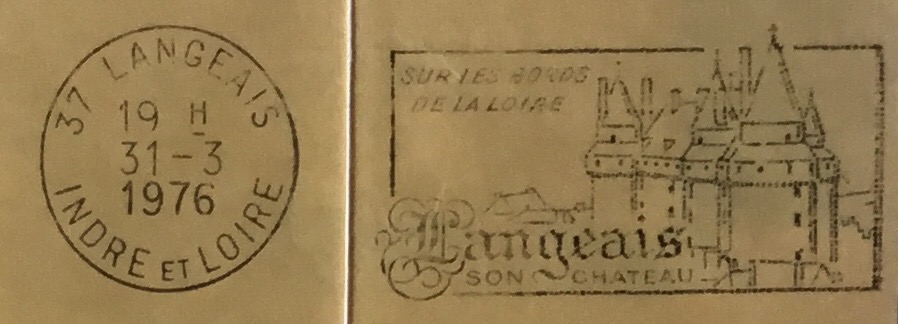 37 LANGEAIS
19 H
31-3
1976
INDRE ET LOIRE
SUR LES BORDS
DE LA LOIRE
Langeais
SON CHATEAU